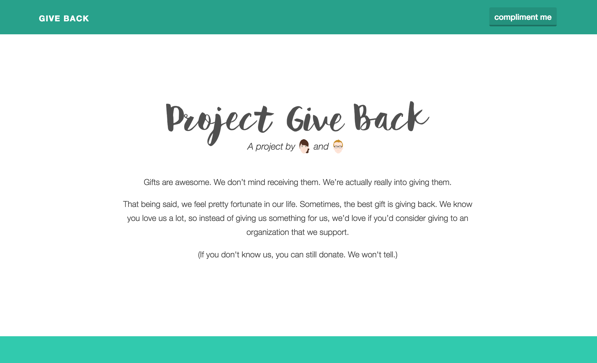 GIVE BACK
compliment me
Project Give Back
A project by and
Gifts are awesome. We don't mind receiving them. We're actually really into giving them.
That being said, we feel pretty fortunate in our life. Sometimes, the best gift is giving back. We know
you love us a lot, so instead of giving us something for us, we'd love if you'd consider giving to an
organization that we support.
(If you don't know us, you can still donate. We won't tell.)